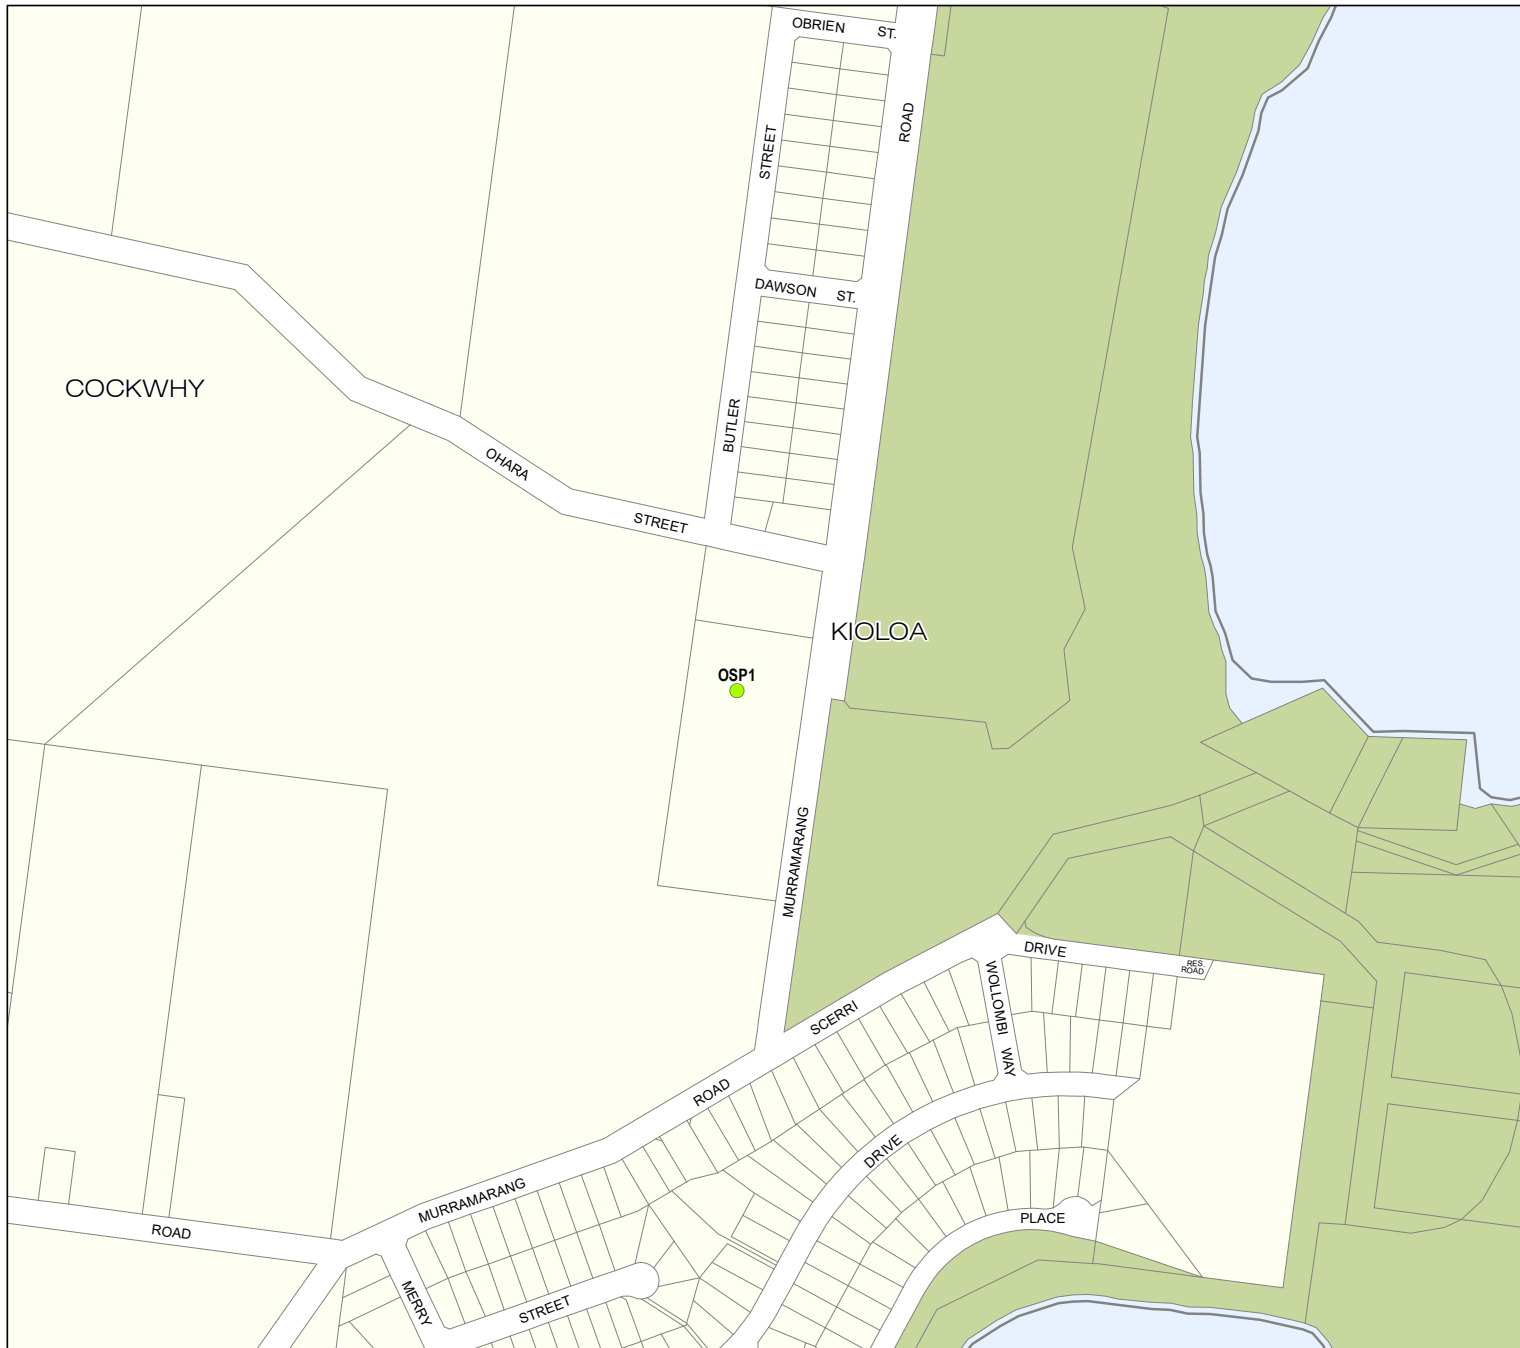 OBRIEN ST.
STREET
ROAD
DAWSON ST.
COCKWHY
BUTLER
OHARA
STREET
KIOLOA
OSP1
MURRAMARANG
DRIVE
RES.
ROAD
WOLLOMBI WAY
SCERRI
ROAD
DRIVE
MURRAMARANG
PLACE
ROAD
MERRY
STREET